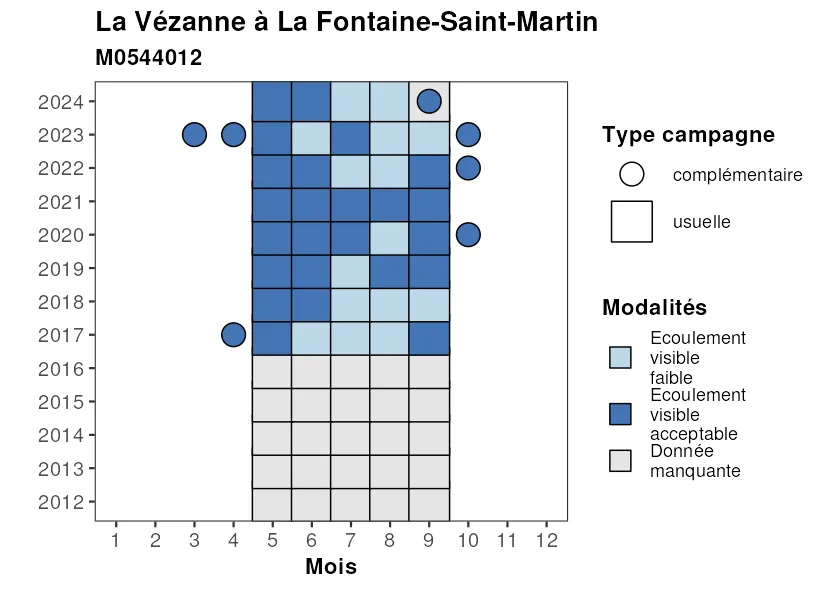 La Vézanne à La Fontaine-Saint-Martin
M0544012
2024
2023
2022
2021
2020
2019
2018
2017
2016
2015
2014
2013
2012
1 2 3 4 5 6 7 8 9 10 11 12
Mois
Type campagne
complémentaire
usuelle
Modalités
Ecoulement
visible
faible
Ecoulement
visible
acceptable
Donnée
manquante